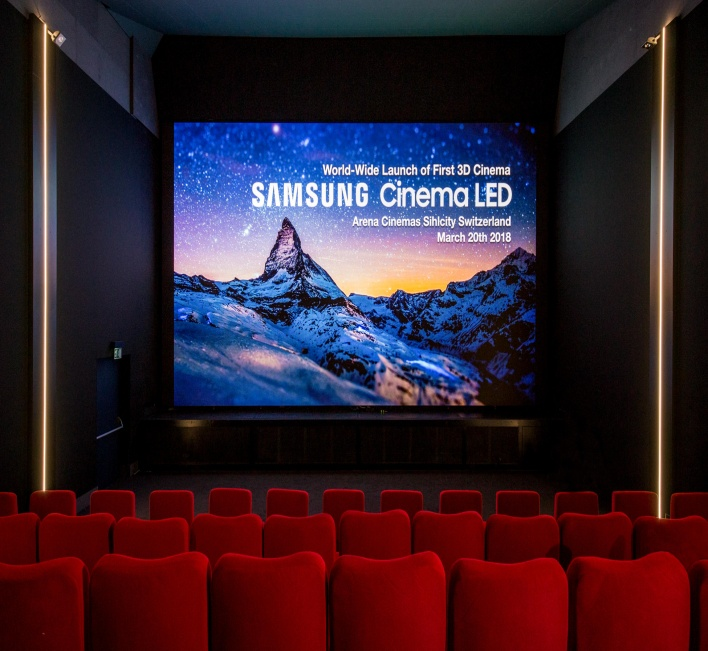 World-Wide Launch of First 3D Cinema
SAMSUNG Cinema LED
Arena Cinemas Sihlcity Switzerland
March 20th 2018